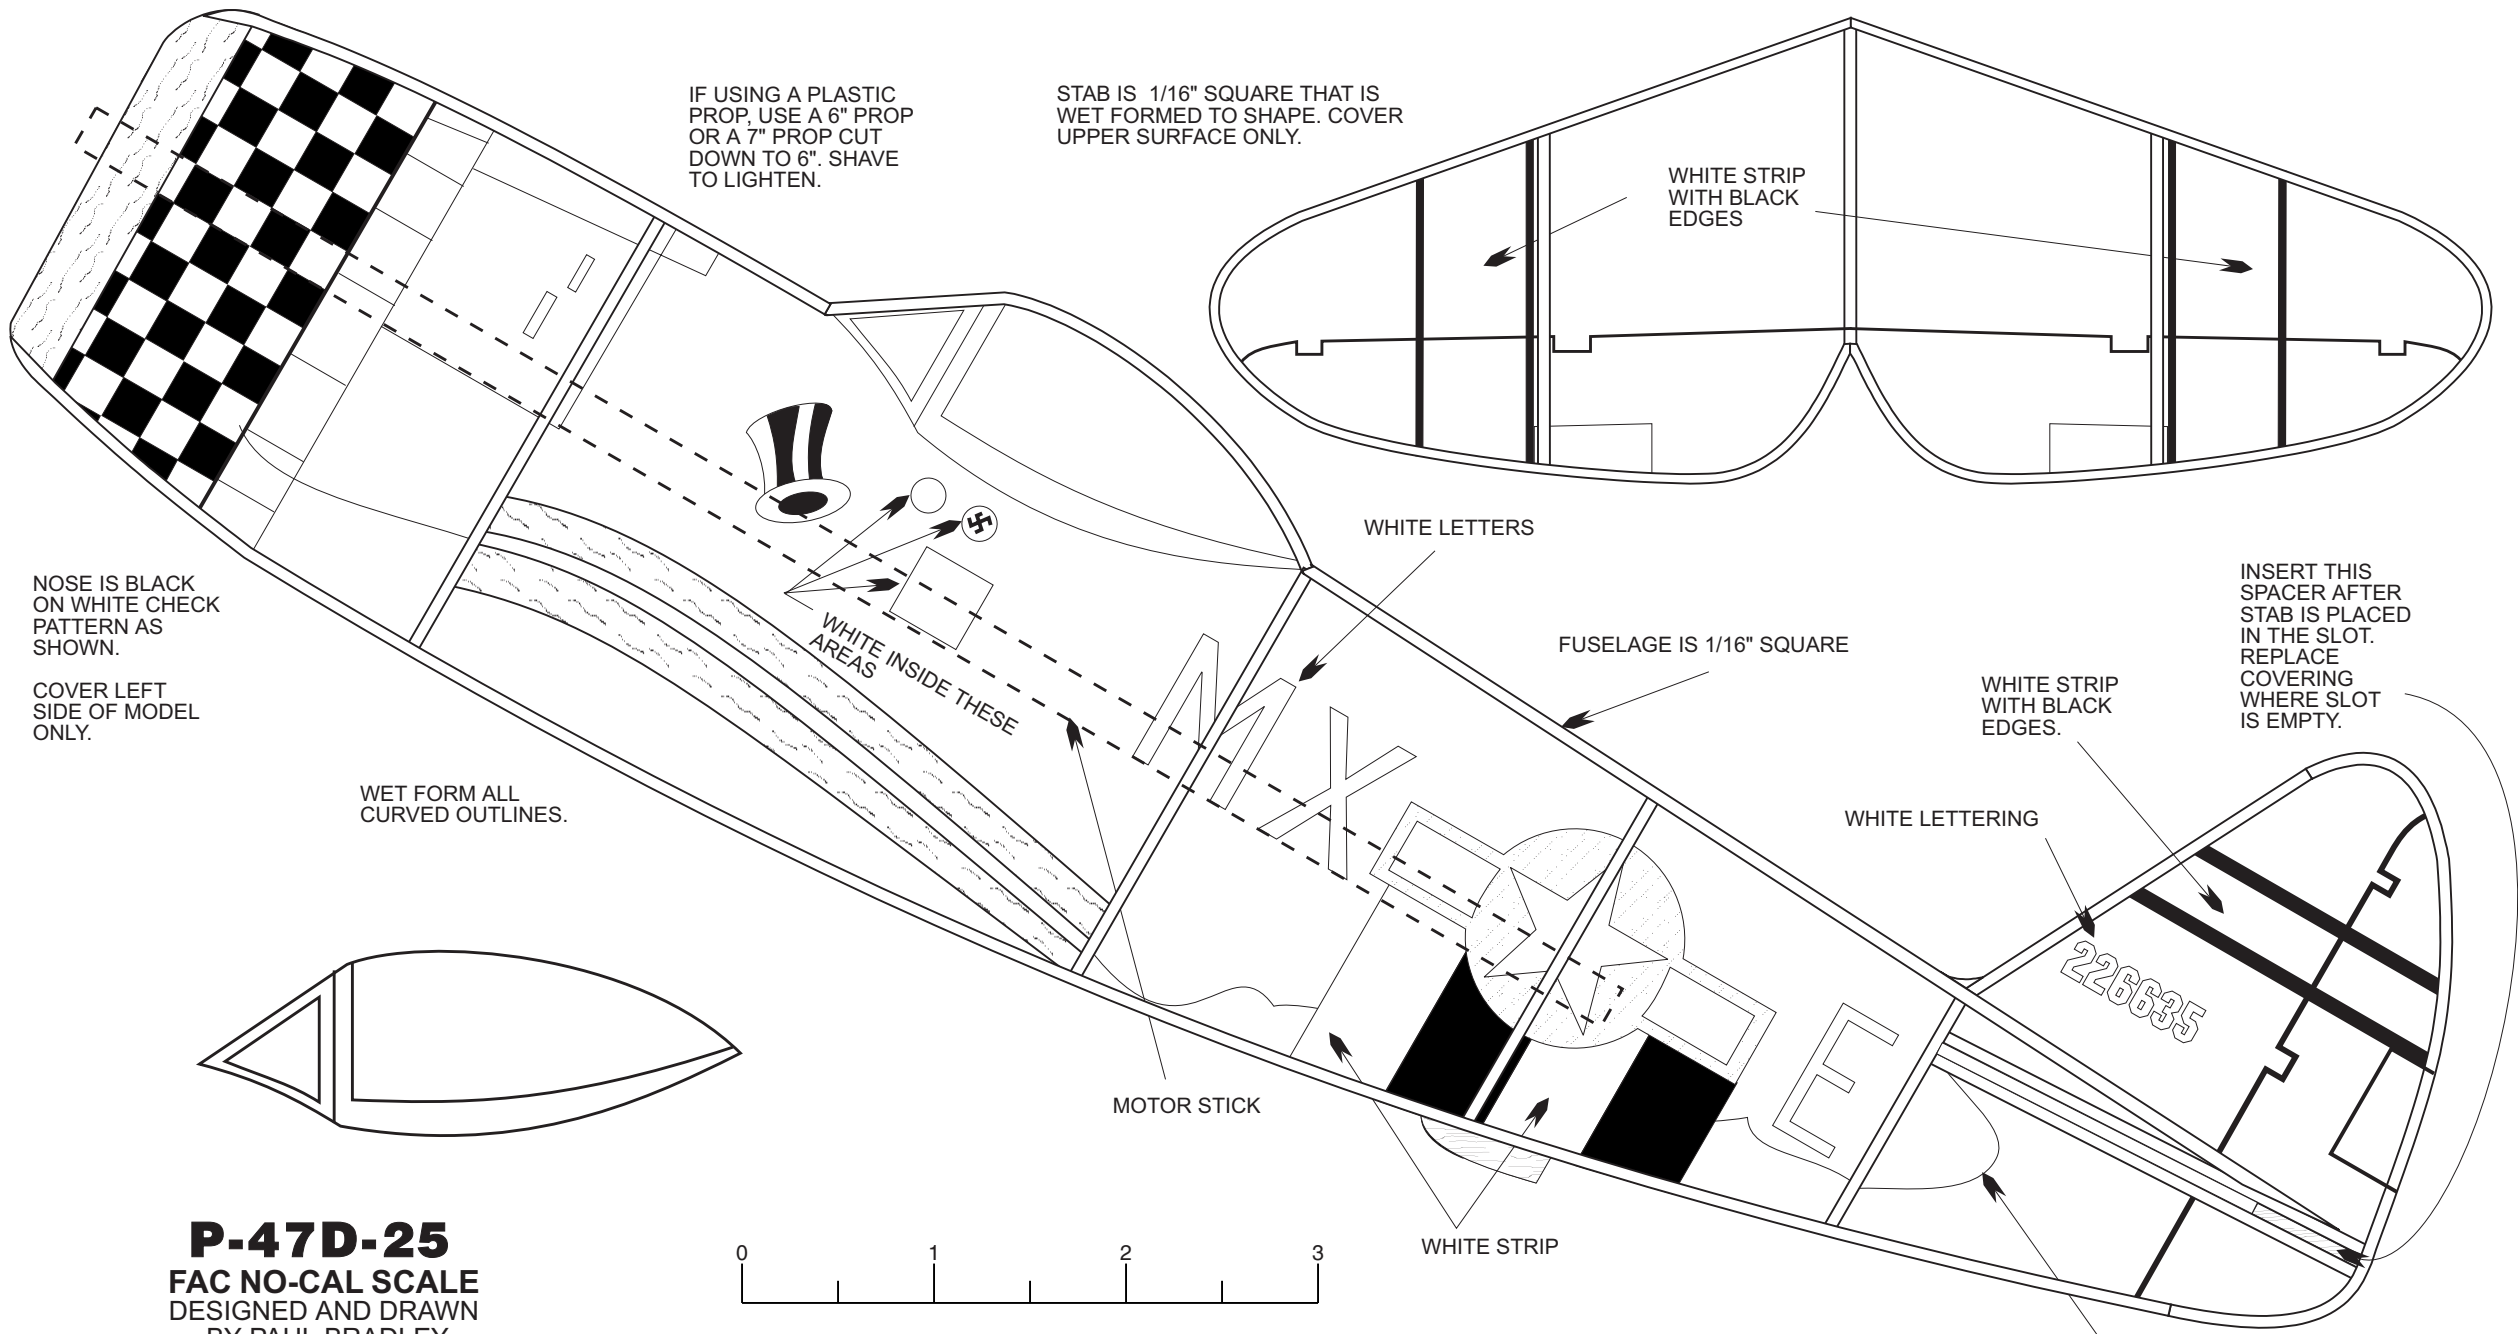 IF USING A PLASTIC
PROP, USE A 6" PROP
OR A 7" PROP CUT
DOWN TO 6". SHAVE
TO LIGHTEN.
STAB IS 1/16" SQUARE THAT IS
WET FORMED TO SHAPE. COVER
UPPER SURFACE ONLY.
WHITE STRIP
WITH BLACK
EDGES
WHITE LETTERS
NOSE IS BLACK
ON WHITE CHECK
PATTERN AS
SHOWN.
COVER LEFT
SIDE OF MODEL
ONLY.
WHITE INSIDE THESE
AREAS
FUSELAGE IS 1/16" SQUARE
INSERT THIS
SPACER AFTER
STAB IS PLACED
IN THE SLOT.
REPLACE
COVERING
WHERE SLOT
IS EMPTY.
WHITE STRIP
WITH BLACK
EDGES.
WHITE LETTERING
WET FORM ALL
CURVED OUTLINES.
MX E
226635
MOTOR STICK
WHITE STRIP
P-47D-25
FAC NO-CAL SCALE
DESIGNED AND DRAWN
BY PAUL BRADLEY
0 1 2 3